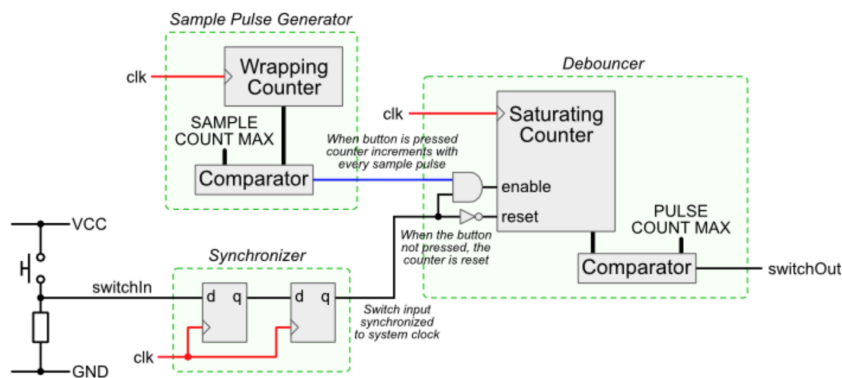 Sample Pulse Generator
clk
Wrapping
Counter
SAMPLE
COUNT MAX
Comparator
When button is pressed
counter increments with
every sample pulse
Debouncer
clk
Saturating
Counter
enable
reset
When the button
not pressed, the
counter is reset
PULSE
COUNT MAX
Comparator
switchOut
VCC
switchIn
GND
Synchronizer
d q
d q
clk
Switch input
synchronized
to system clock